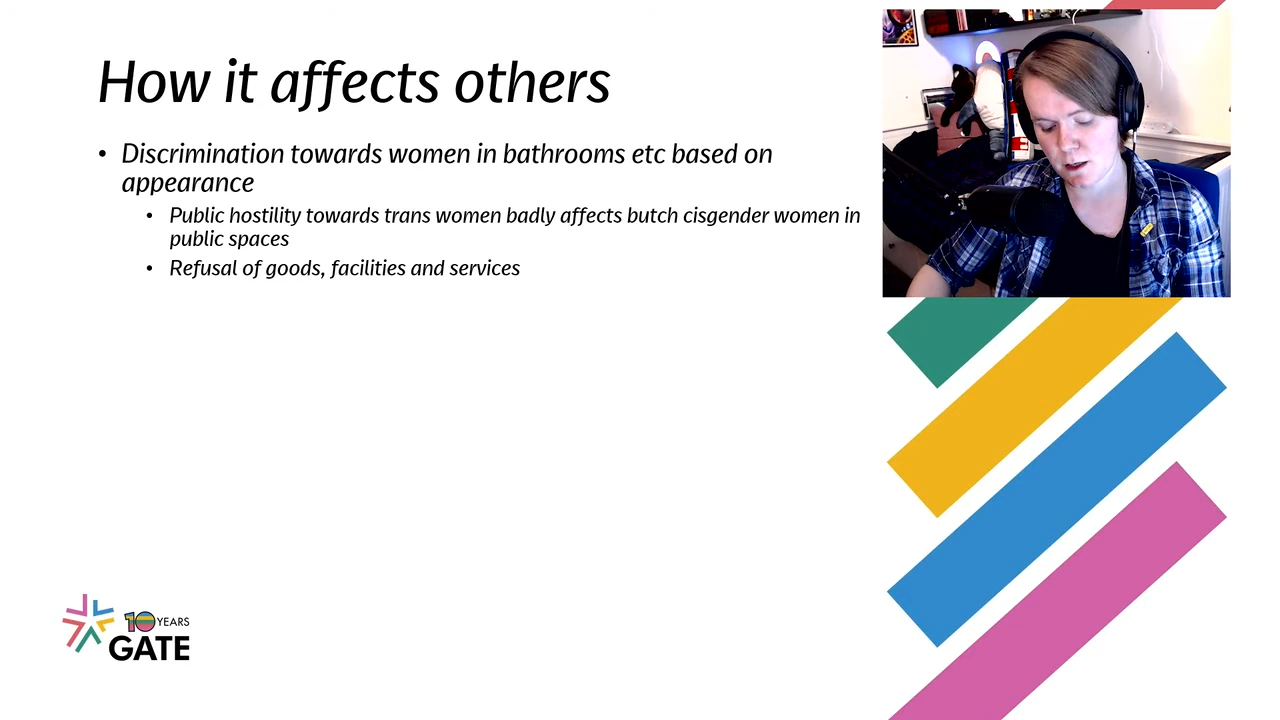 How it affects others
• Discrimination towards women in bathrooms etc based on
appearance
• Public hostility towards trans women badly affects butch cisgender women in
public spaces
• Refusal of goods, facilities and services
10 YEARS
GATE